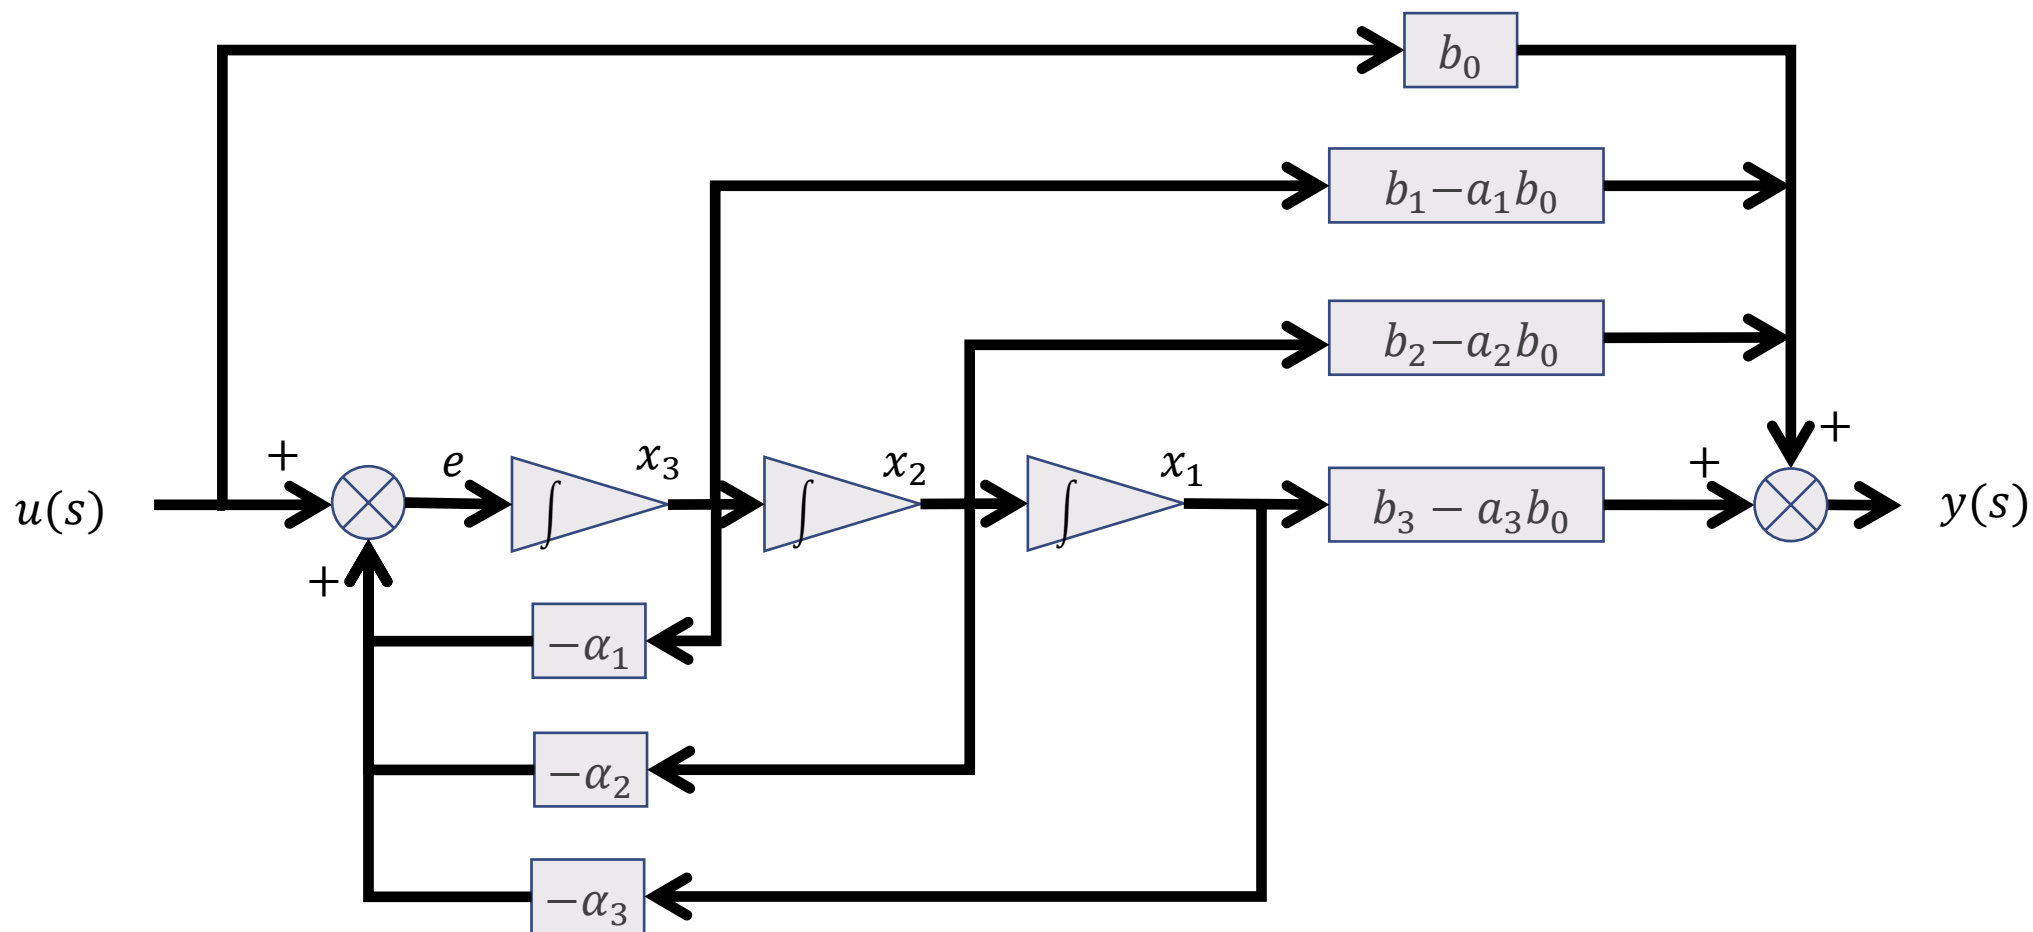 b₀
b₁−a₁b₀
b₂−a₂b₀
+
u(s)
+
e
∫
x₃
∫
x₂
∫
x₁
b₃ − a₃b₀
+
y(s)
+
−α₁
−α₂
−α₃